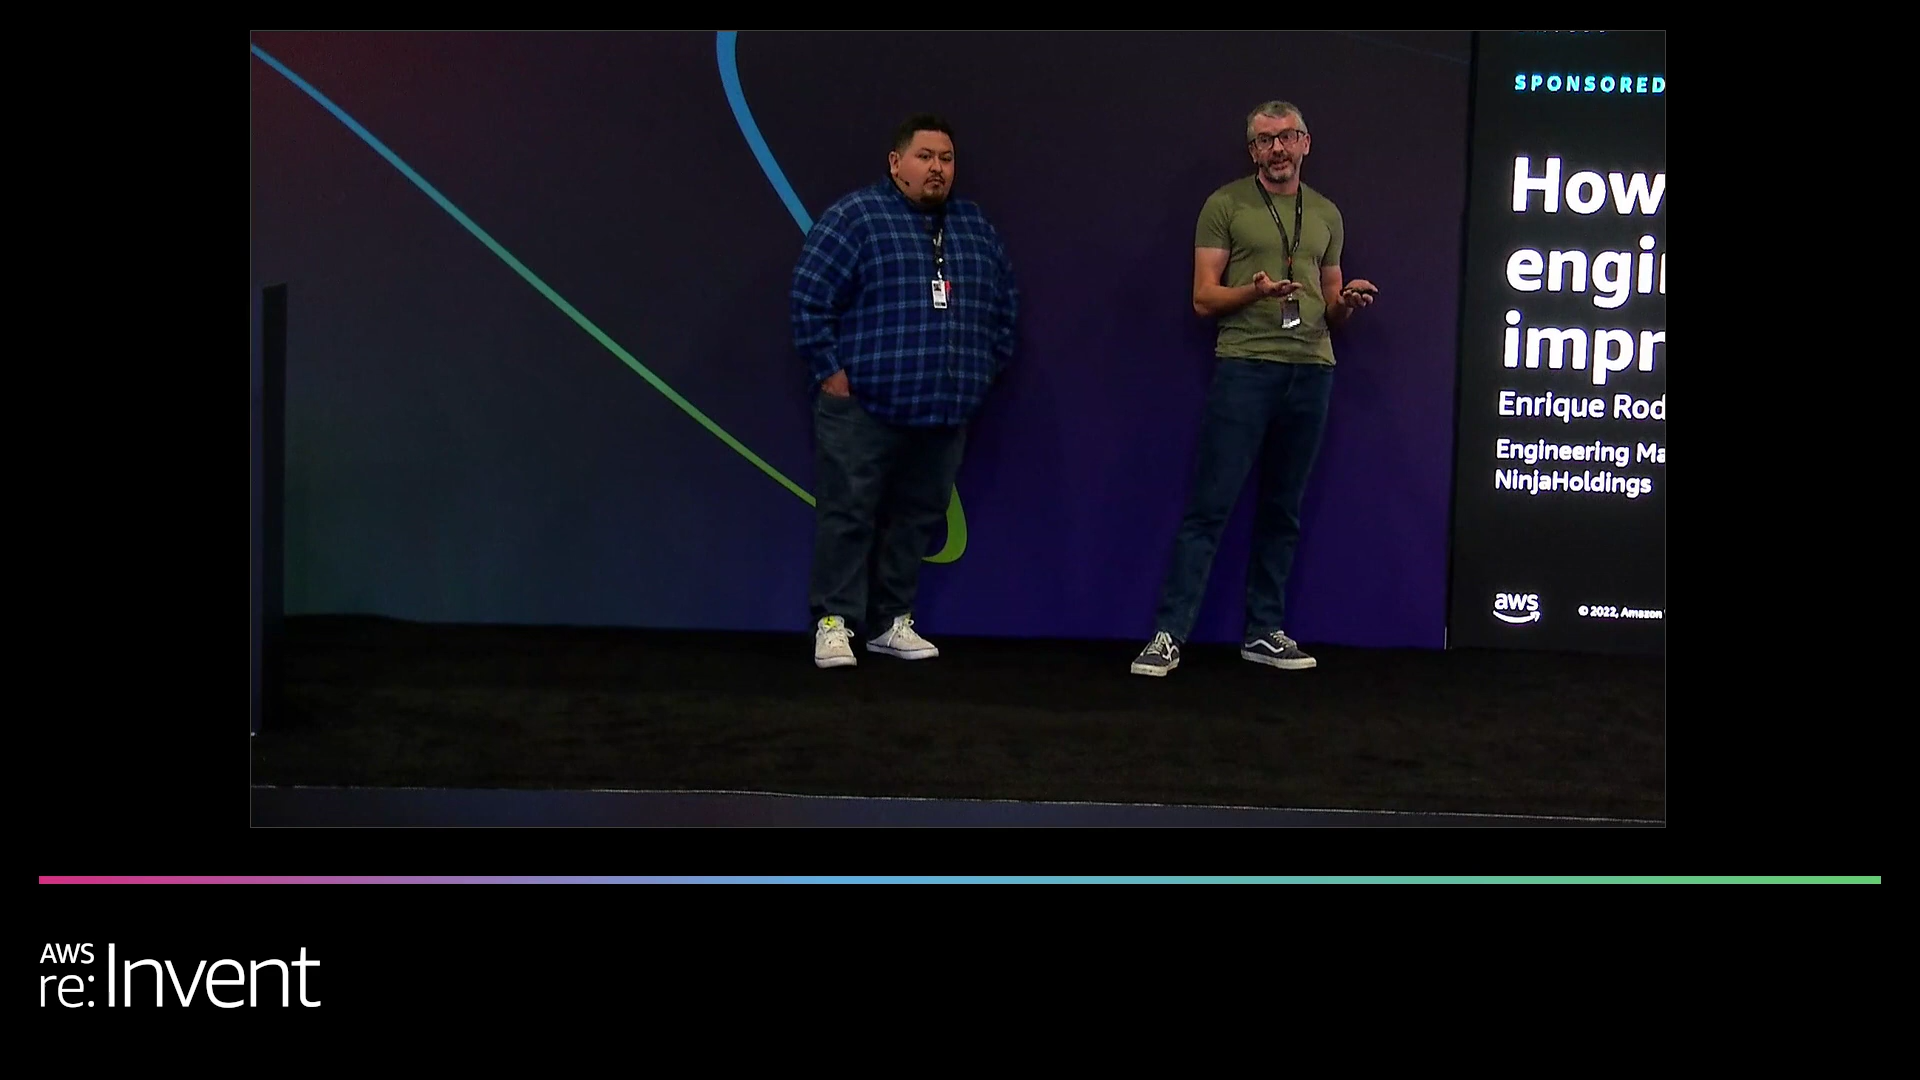 SPONSORED
How
engi
impr
Enrique Rod
Engineering Ma
NinjaHoldings
aws
© 2022, Amazon
AWS
re:Invent